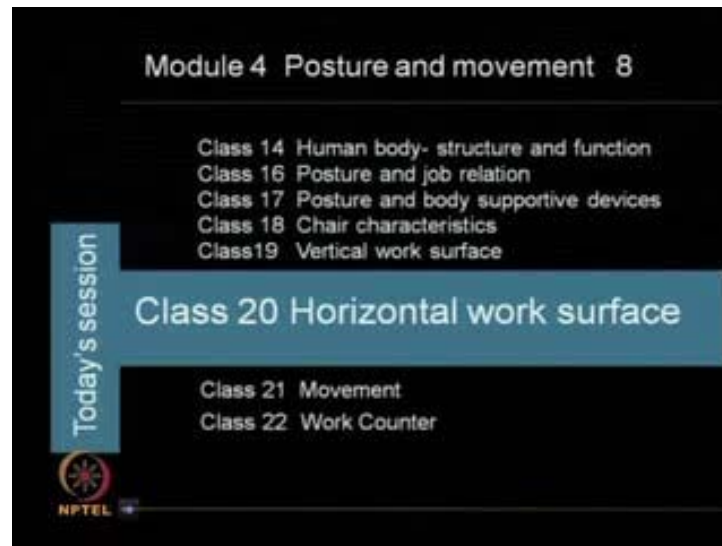 Module 4 Posture and movement 8
Class 14 Human body- structure and function
Class 16 Posture and job relation
Class 17 Posture and body supportive devices
Class 18 Chair characteristics
Class19 Vertical work surface
Today's session
Class 20 Horizontal work surface
Class 21 Movement
Class 22 Work Counter
NPTEL